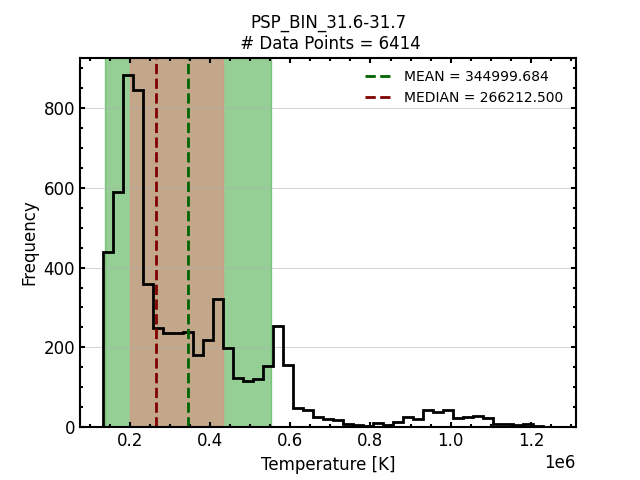 PSP_BIN_31.6-31.7
# Data Points = 6414
MEAN = 344999.684
MEDIAN = 266212.500
Frequency
800
600
400
200
0
0.2 0.4 0.6 0.8 1.0 1.2
1e6
Temperature [K]